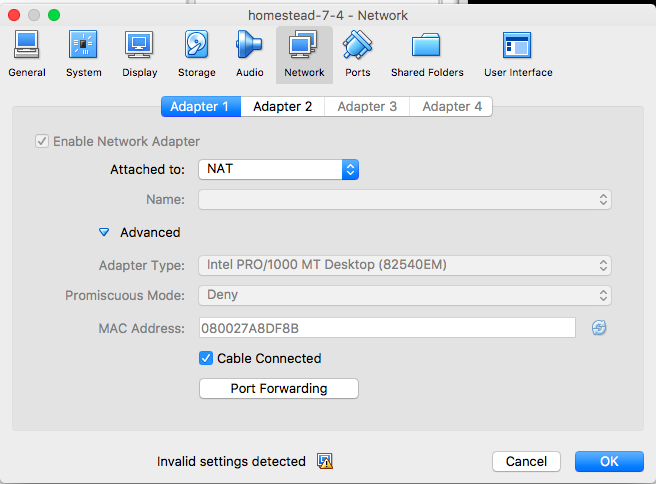 homestead-7-4 - Network
General System Display Storage Audio Network Ports Shared Folders User Interface
Adapter 1 Adapter 2 Adapter 3 Adapter 4
Enable Network Adapter
Attached to: NAT
Name:
Advanced
Adapter Type: Intel PRO/1000 MT Desktop (82540EM)
Promiscuous Mode: Deny
MAC Address: 080027A8DF8B
Cable Connected
Port Forwarding
Invalid settings detected Cancel OK